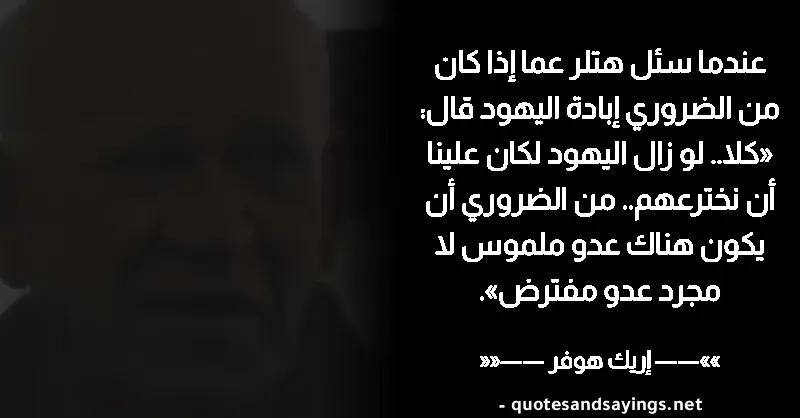 عندما سئل هتلر عما إذا كان
من الضروري إبادة اليهود قال:
«كلا.. لو زال اليهود لكان علينا
أن نخترعهم.. من الضروري أن
يكون هناك عدو ملموس لا
مجرد عدو مفترض».
»»——— إريك هوفر ———««
- quotesandsayings.net